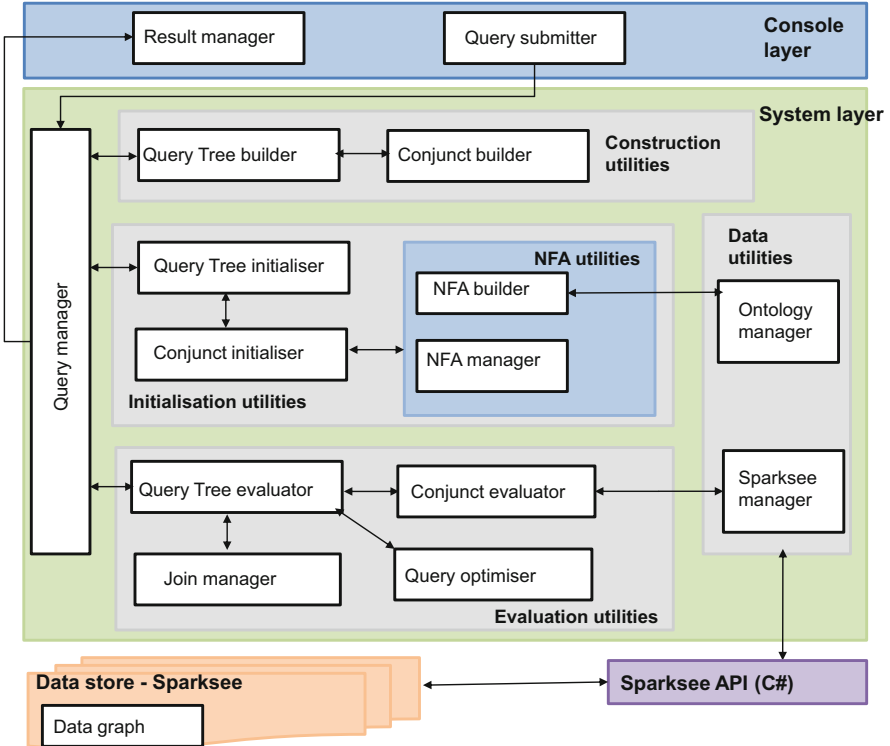 Result manager
Query submitter
Console
layer
System layer
Query manager
Query Tree builder
Conjunct builder
Construction
utilities
Query Tree initialiser
Conjunct initialiser
Initialisation utilities
NFA utilities
NFA builder
NFA manager
Data
utilities
Ontology
manager
Sparksee
manager
Query Tree evaluator
Conjunct evaluator
Join manager
Query optimiser
Evaluation utilities
Data store - Sparksee
Data graph
Sparksee API (C#)